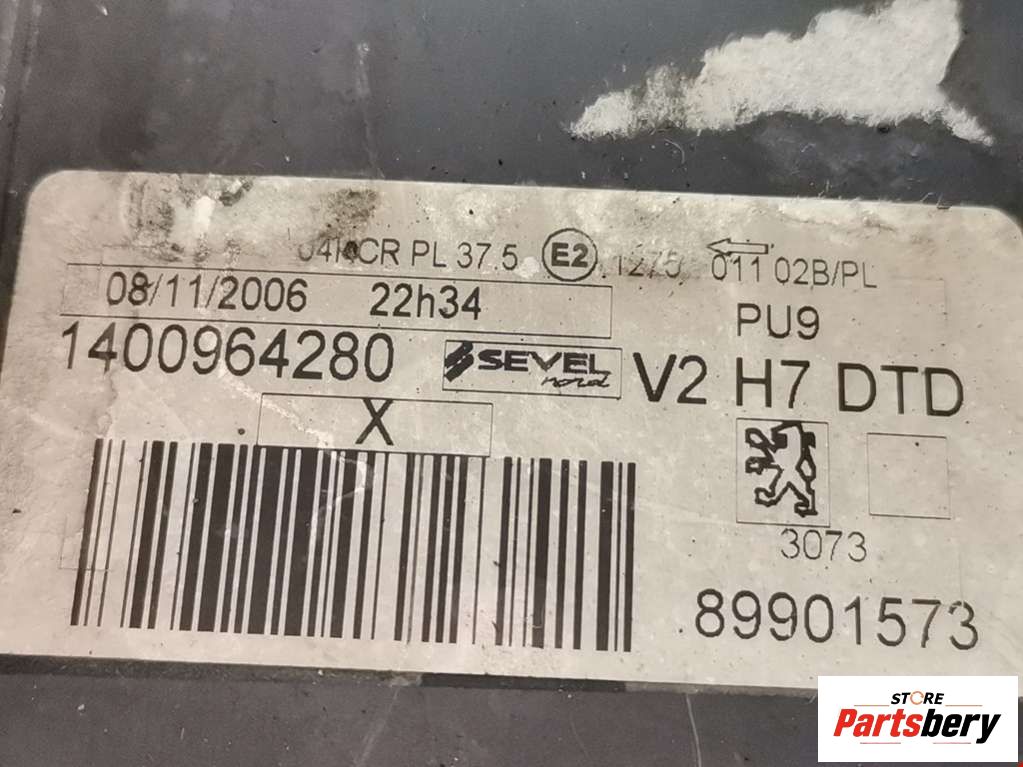 CR PL 37.5 E2 011 02B/PL
08/11/2006 22h34 PU9
1400964280 SEVEL nord V2 H7 DTD
X
3073
89901573
STORE
Partsbery